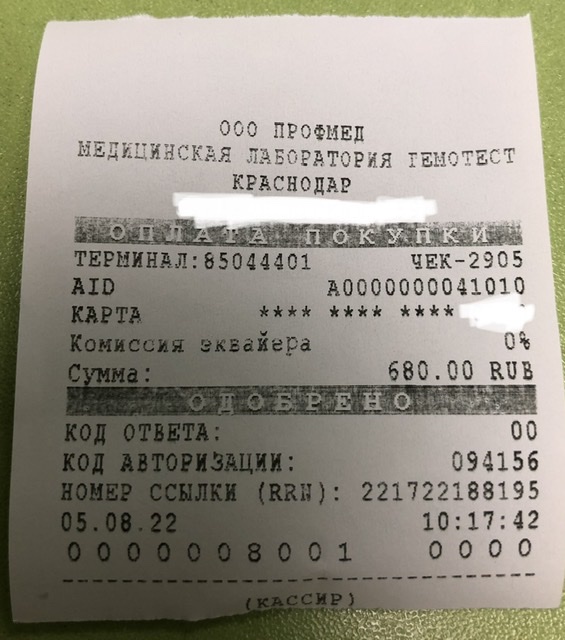 ООО ПРОФМЕД
МЕДИЦИНСКАЯ ЛАБОРАТОРИЯ ГЕМОТЕСТ
КРАСНОДАР
ОПЛАТА ПОКУПКИ
ТЕРМИНАЛ:85044401 ЧЕК-2905
AID A0000000041010
КАРТА **** **** ****
Комиссия эквайера 0%
Сумма: 680.00 RUB
ОДОБРЕНО
КОД ОТВЕТА: 00
КОД АВТОРИЗАЦИИ: 094156
НОМЕР ССЫЛКИ (RRN): 221722188195
05.08.22 10:17:42
0000008001 0000
(КАССИР)